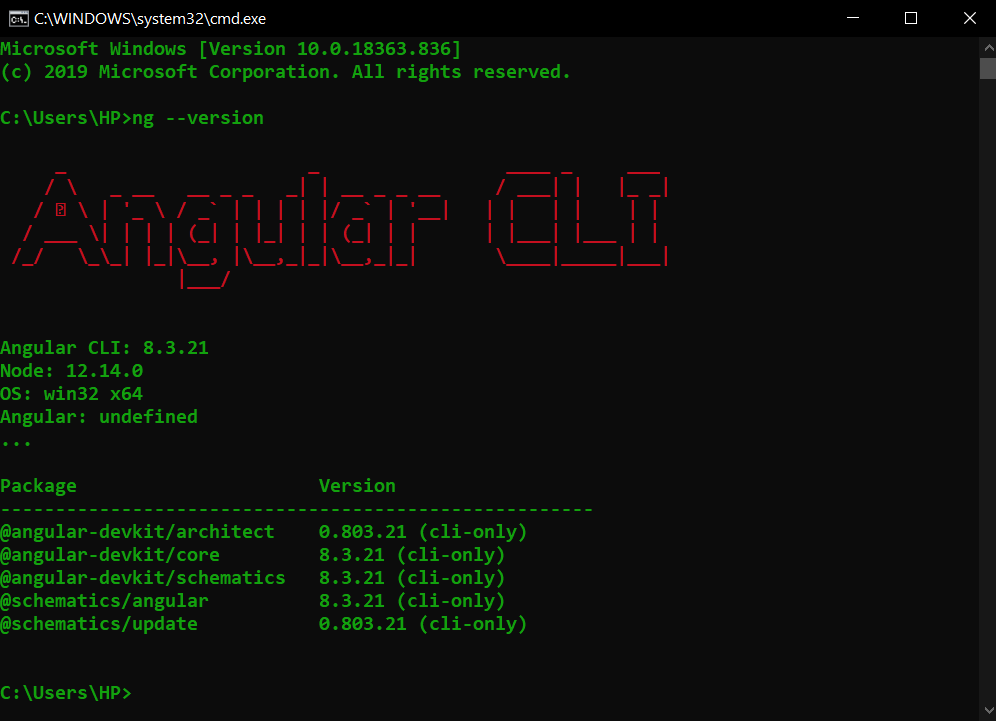 C:\WINDOWS\system32\cmd.exe
Microsoft Windows [Version 10.0.18363.836]
(c) 2019 Microsoft Corporation. All rights reserved.
C:\Users\HP>ng --version
Angular CLI
Angular CLI: 8.3.21
Node: 12.14.0
OS: win32 x64
Angular: undefined
...
Package                      Version
------------------------------------------------------
@angular-devkit/architect    0.803.21 (cli-only)
@angular-devkit/core         8.3.21 (cli-only)
@angular-devkit/schematics   8.3.21 (cli-only)
@schematics/angular          8.3.21 (cli-only)
@schematics/update           0.803.21 (cli-only)
C:\Users\HP>